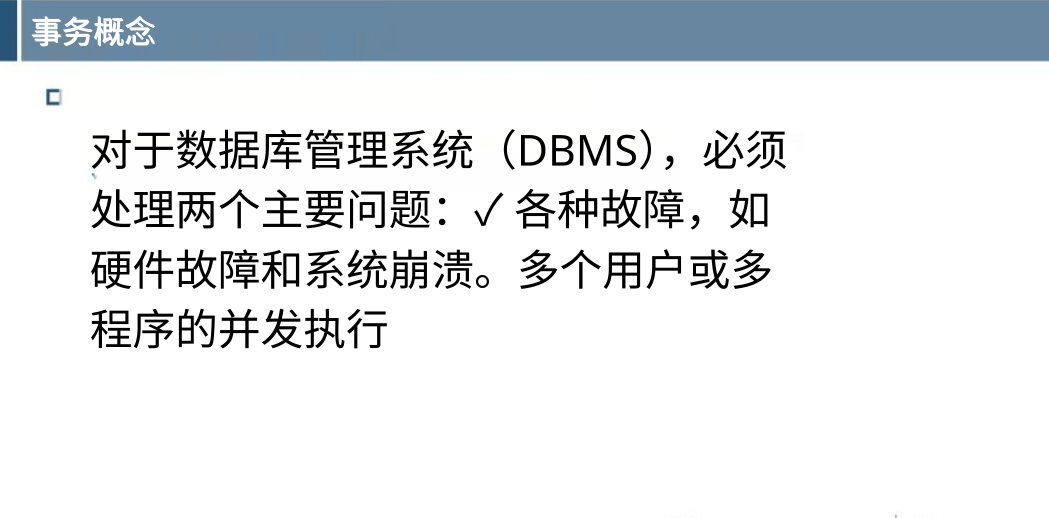 事务概念
对于数据库管理系统（DBMS），必须
处理两个主要问题：✓ 各种故障，如
硬件故障和系统崩溃。多个用户或多
程序的并发执行